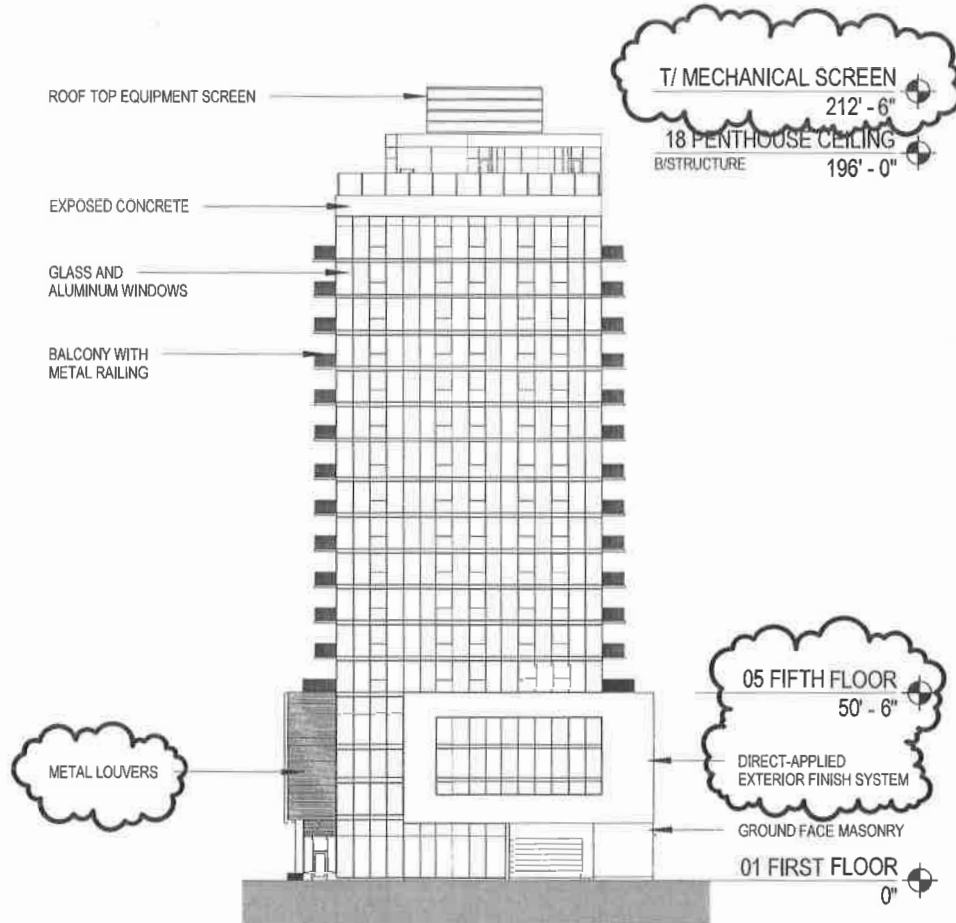 T/ MECHANICAL SCREEN
212' - 6"
18 PENTHOUSE CEILING
B/STRUCTURE
196' - 0"
ROOF TOP EQUIPMENT SCREEN
EXPOSED CONCRETE
GLASS AND
ALUMINUM WINDOWS
BALCONY WITH
METAL RAILING
05 FIFTH FLOOR
50' - 6"
METAL LOUVERS
DIRECT-APPLIED
EXTERIOR FINISH SYSTEM
GROUND FACE MASONRY
01 FIRST FLOOR
0"